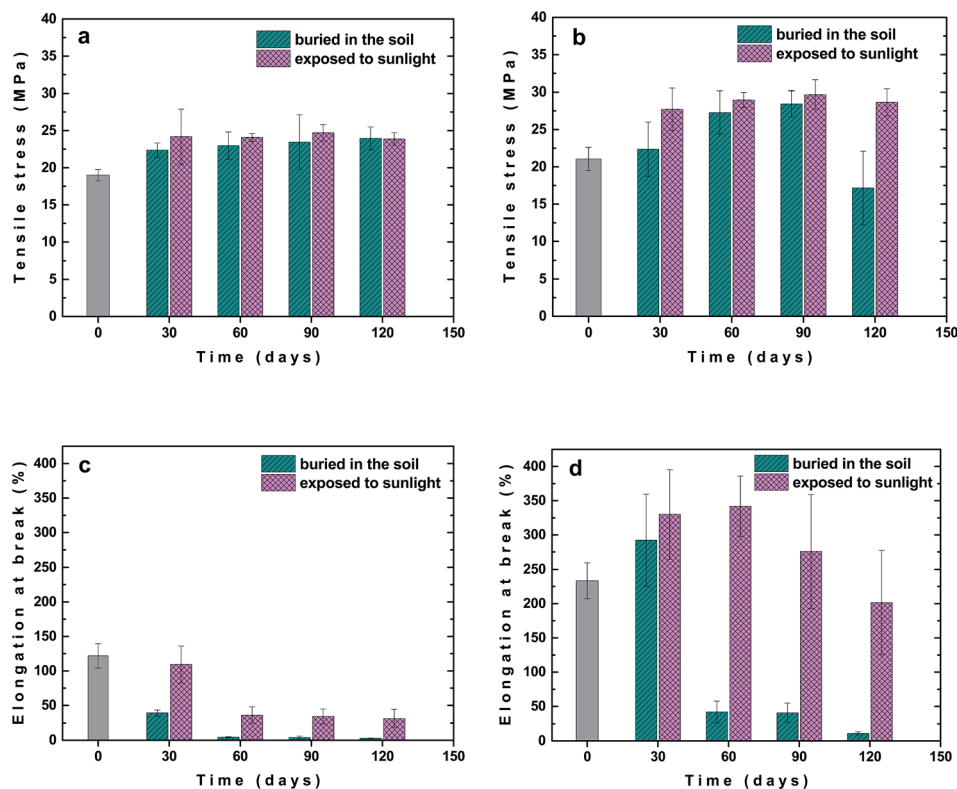 a
buried in the soil
exposed to sunlight
Tensile stress (MPa)
40
35
30
25
20
15
10
5
0
0 30 60 90 120 150
Time (days)
b
buried in the soil
exposed to sunlight
Tensile stress (MPa)
40
35
30
25
20
15
10
5
0
0 30 60 90 120 150
Time (days)
c
buried in the soil
exposed to sunlight
Elongation at break (%)
400
350
300
250
200
150
100
50
0
0 30 60 90 120 150
Time (days)
d
buried in the soil
exposed to sunlight
Elongation at break (%)
400
350
300
250
200
150
100
50
0
0 30 60 90 120 150
Time (days)